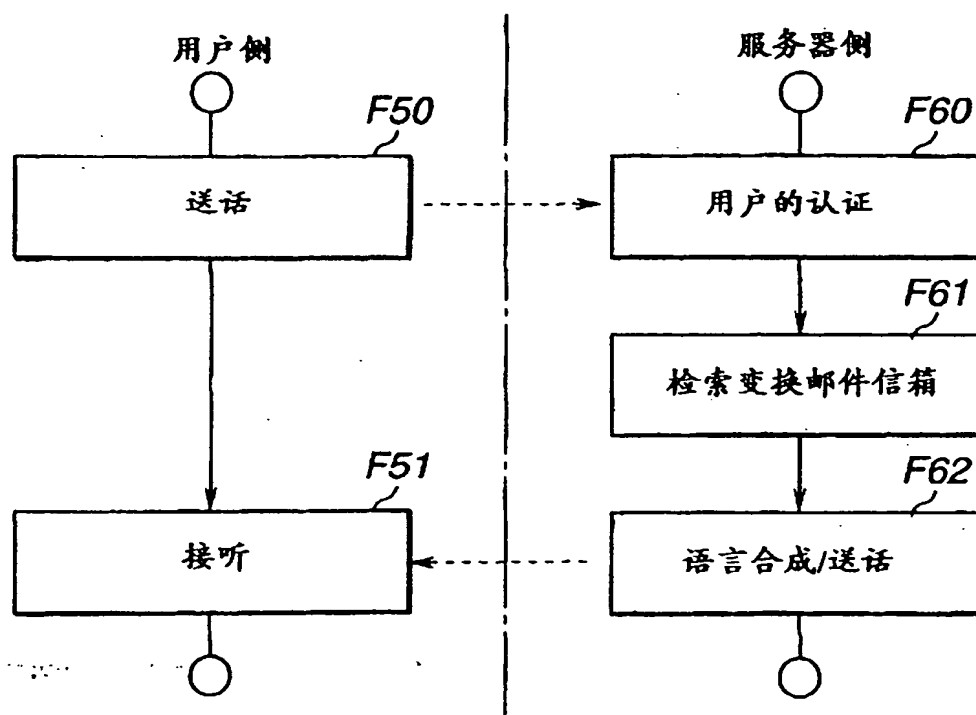 用户侧
服务器侧
F50
F60
送话
用户的认证
F61
检索变换邮件信箱
F51
F62
接听
语言合成/送话